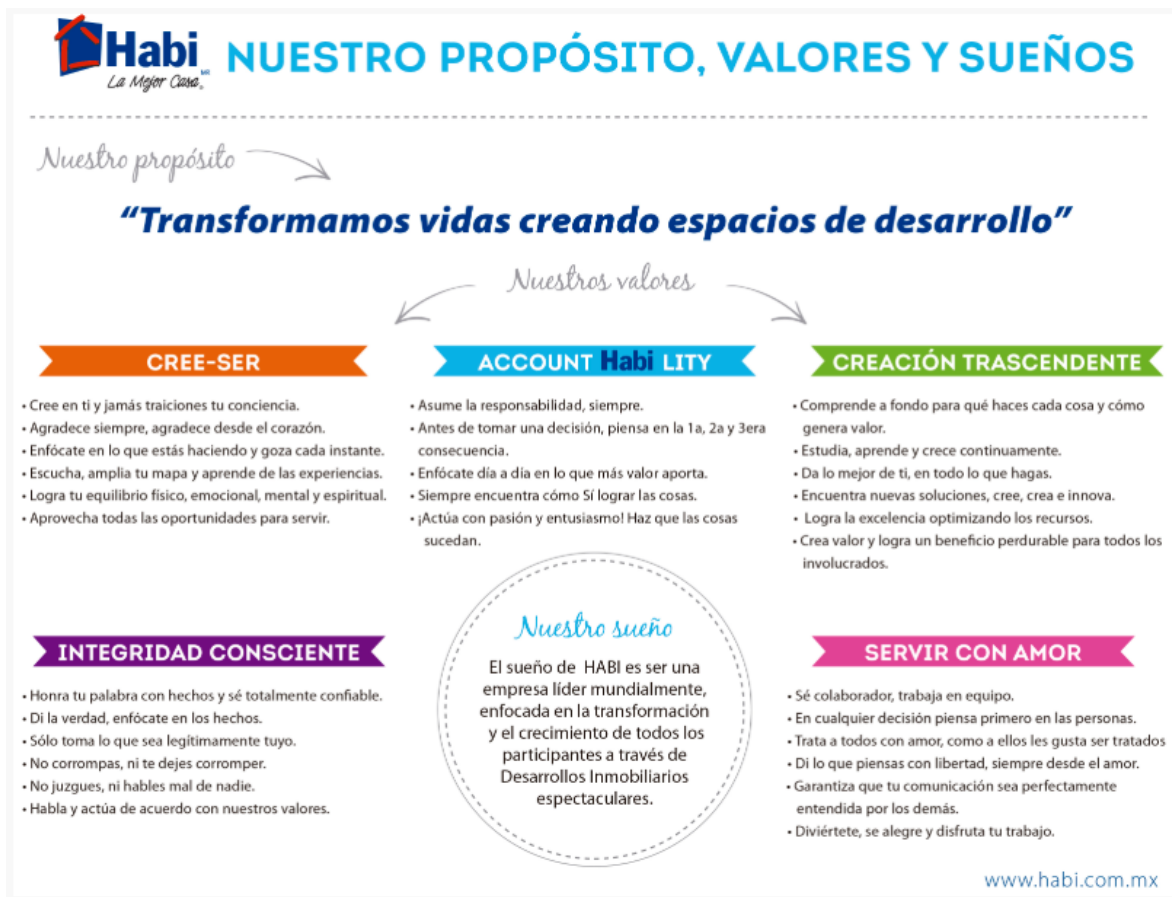 Habi
MR
La Mejor Casa®
NUESTRO PROPÓSITO, VALORES Y SUEÑOS
Nuestro propósito
“Transformamos vidas creando espacios de desarrollo”
Nuestros valores
CREE-SER
• Cree en ti y jamás traiciones tu conciencia.
• Agradece siempre, agradece desde el corazón.
• Enfócate en lo que estás haciendo y goza cada instante.
• Escucha, amplia tu mapa y aprende de las experiencias.
• Logra tu equilibrio físico, emocional, mental y espiritual.
• Aprovecha todas las oportunidades para servir.
ACCOUNT Habi LITY
• Asume la responsabilidad, siempre.
• Antes de tomar una decisión, piensa en la 1a, 2a y 3era
consecuencia.
• Enfócate día a día en lo que más valor aporta.
• Siempre encuentra cómo Sí lograr las cosas.
• ¡Actúa con pasión y entusiasmo! Haz que las cosas
sucedan.
CREACIÓN TRASCENDENTE
• Comprende a fondo para qué haces cada cosa y cómo
genera valor.
• Estudia, aprende y crece continuamente.
• Da lo mejor de ti, en todo lo que hagas.
• Encuentra nuevas soluciones, cree, crea e innova.
• Logra la excelencia optimizando los recursos.
• Crea valor y logra un beneficio perdurable para todos los
involucrados.
INTEGRIDAD CONSCIENTE
• Honra tu palabra con hechos y sé totalmente confiable.
• Di la verdad, enfócate en los hechos.
• Sólo toma lo que sea legítimamente tuyo.
• No corrompas, ni te dejes corromper.
• No juzgues, ni hables mal de nadie.
• Habla y actúa de acuerdo con nuestros valores.
Nuestro sueño
El sueño de HABI es ser una
empresa líder mundialmente,
enfocada en la transformación
y el crecimiento de todos los
participantes a través de
Desarrollos Inmobiliarios
espectaculares.
SERVIR CON AMOR
• Sé colaborador, trabaja en equipo.
• En cualquier decisión piensa primero en las personas.
• Trata a todos con amor, como a ellos les gusta ser tratados
• Di lo que piensas con libertad, siempre desde el amor.
• Garantiza que tu comunicación sea perfectamente
entendida por los demás.
• Diviértete, se alegre y disfruta tu trabajo.
www.habi.com.mx